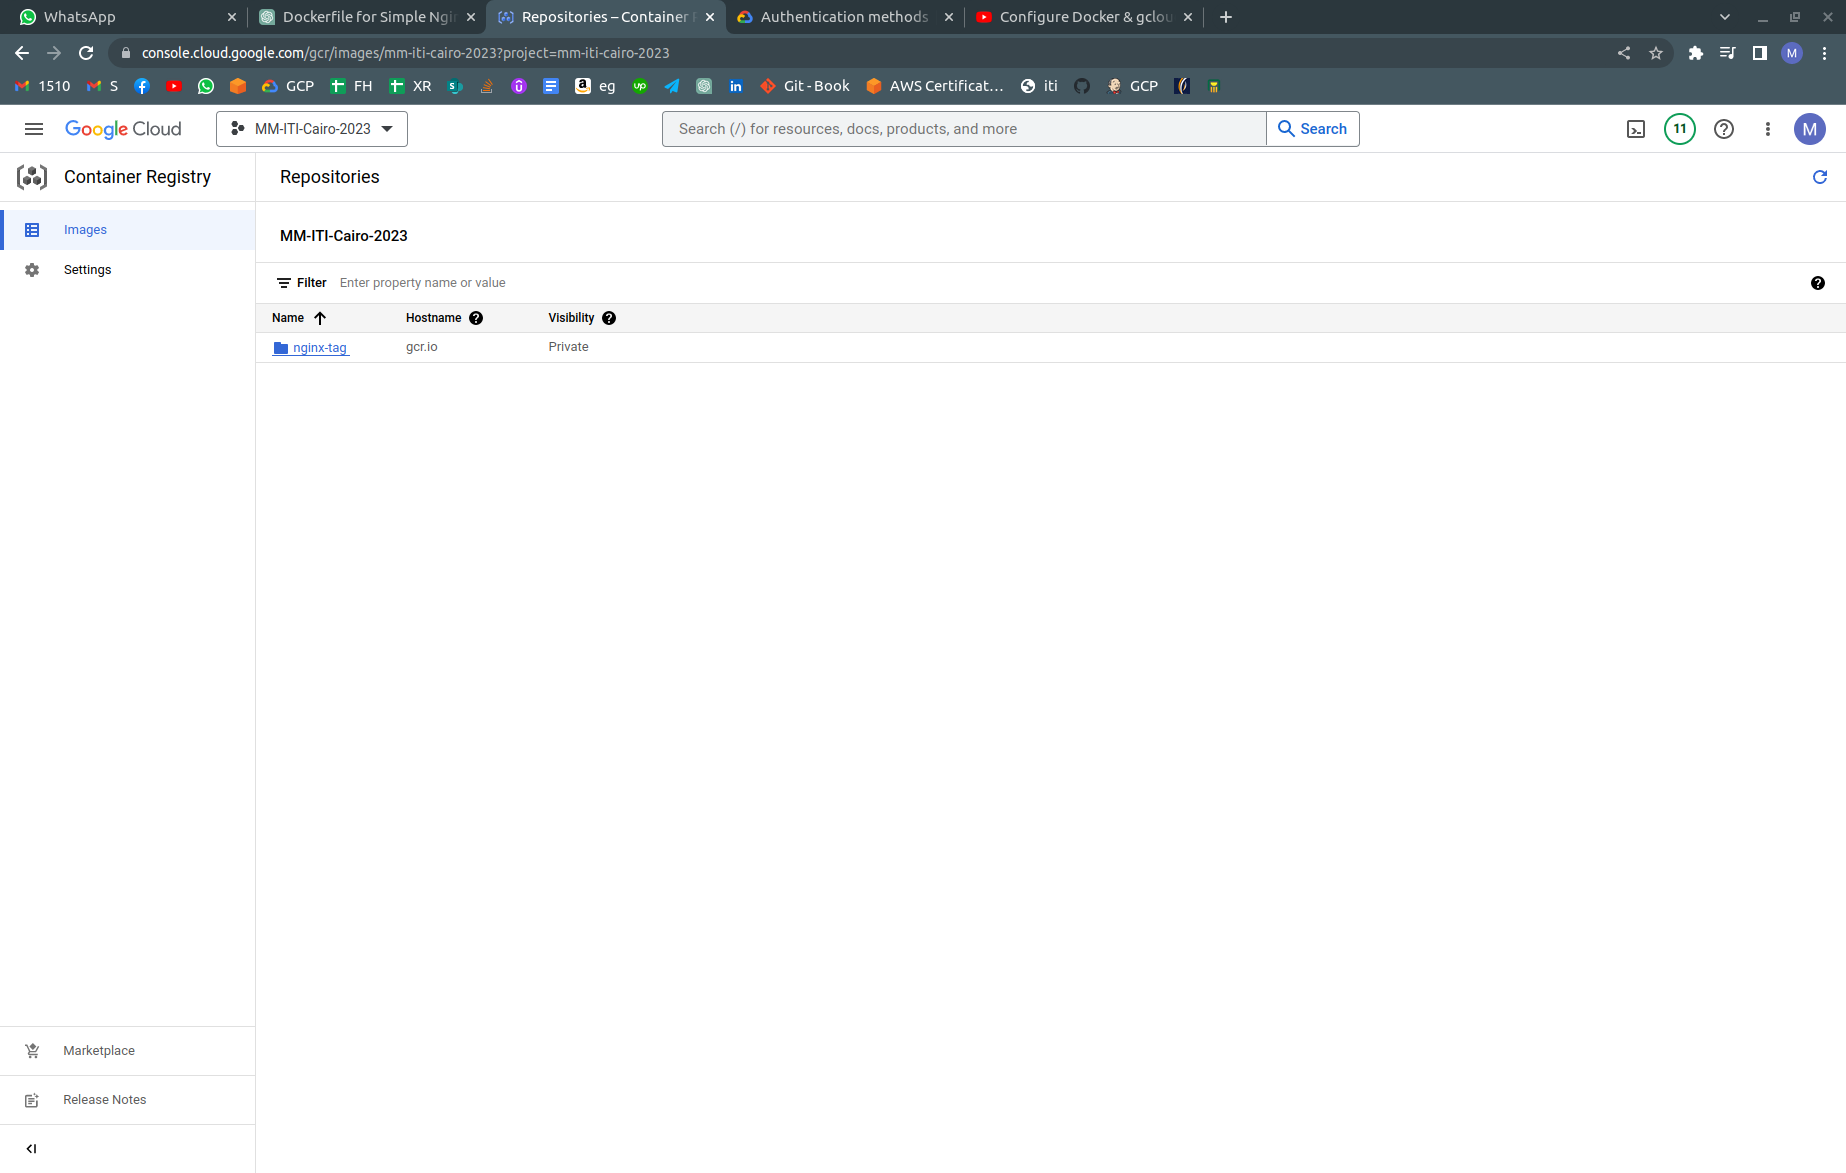 WhatsApp
Dockerfile for Simple Ngin
Repositories – Container R
Authentication methods
Configure Docker & gclou
console.cloud.google.com/gcr/images/mm-iti-cairo-2023?project=mm-iti-cairo-2023
M
1510
S
GCP
FH
XR
eg
Git - Book
AWS Certificat…
iti
GCP
Google Cloud
MM-ITI-Cairo-2023
Search (/) for resources, docs, products, and more
Search
11
M
Container Registry
Repositories
Images
Settings
MM-ITI-Cairo-2023
Filter
Enter property name or value
Name
Hostname
Visibility
nginx-tag
gcr.io
Private
Marketplace
Release Notes